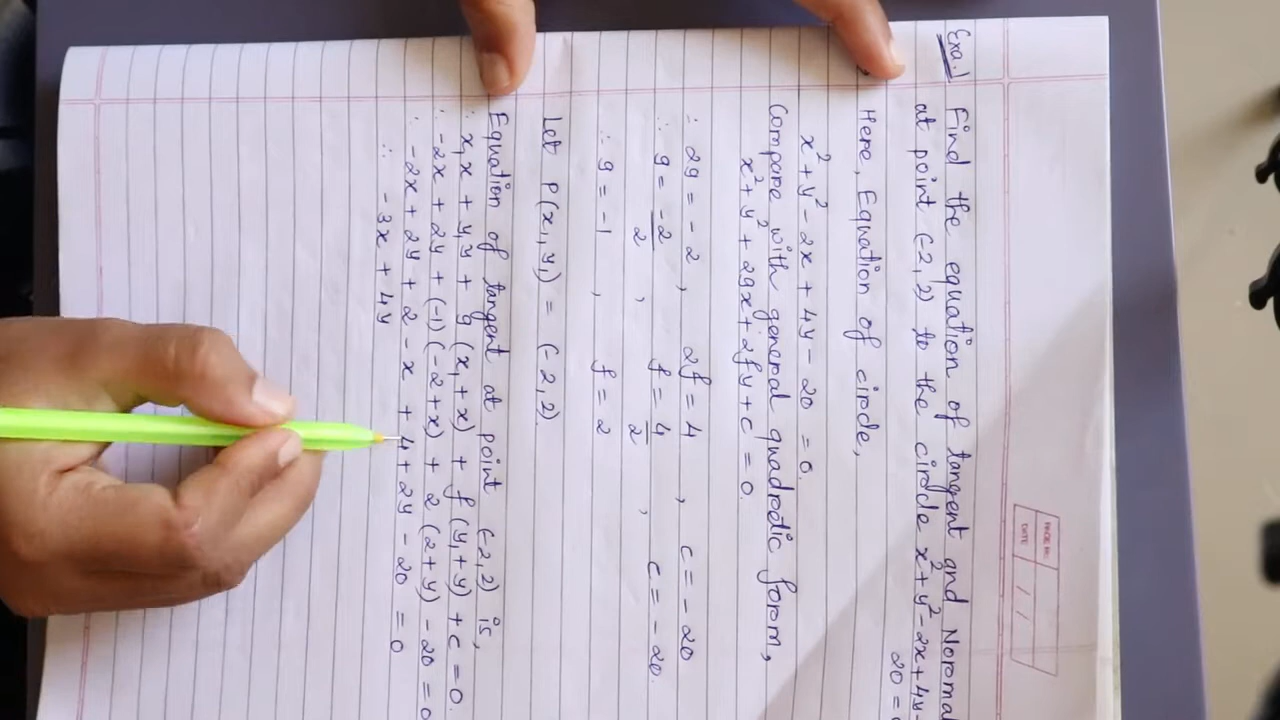 PAGE NO.
DATE / /
Exa.1 Find the equation of tangent and Normal
at point (-2, 2) to the circle x² + y² - 2x + 4y -
20 = 0
Here, Equation of circle,
x² + y² - 2x + 4y - 20 = 0.
Compare with general quadratic form,
x² + y² + 2gx + 2fy + c = 0.
∴ 2g = -2 , 2f = 4 , c = -20
∴ g = -2/2 , f = 4/2 , c = -20.
∴ g = -1 , f = 2
Let P(x₁, y₁) = (-2, 2).
Equation of tangent at point (-2, 2) is,
∴ x₁x + y₁y + g(x₁ + x) + f(y₁ + y) + c = 0.
∴ -2x + 2y + (-1)(-2 + x) + 2(2 + y) - 20 = 0
∴ -2x + 2y + 2 - x + 4 + 2y - 20 = 0
∴ -3x + 4y